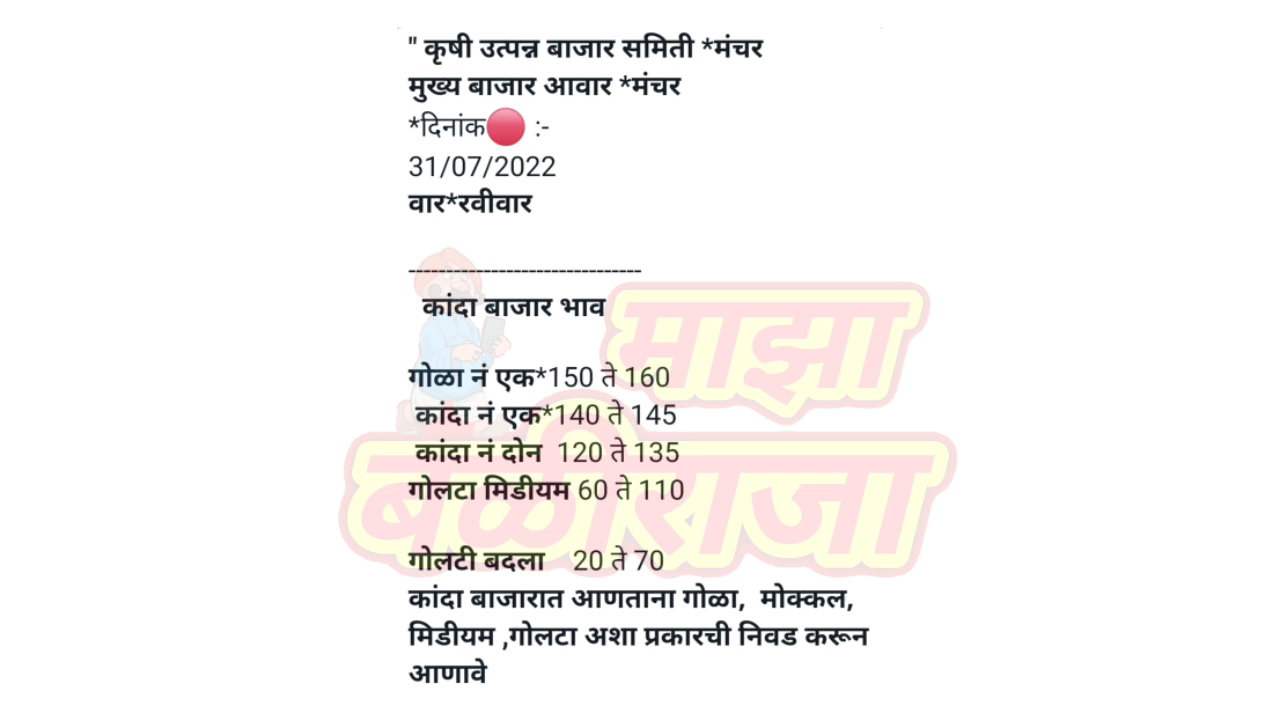 " कृषी उत्पन्न बाजार समिती *मंचर
मुख्य बाजार आवार *मंचर
*दिनांक🔴 :-
31/07/2022
वार*रवीवार
-------------------------------
कांदा बाजार भाव
माझा
गोळा नं एक*150 ते 160
कांदा नं एक*140 ते 145
कांदा नं दोन 120 ते 135
गोलटा मिडीयम 60 ते 110
बळीराजा
गोलटी बदला 20 ते 70
कांदा बाजारात आणताना गोळा, मोक्कल,
मिडीयम ,गोलटा अशा प्रकारची निवड करून
आणावे